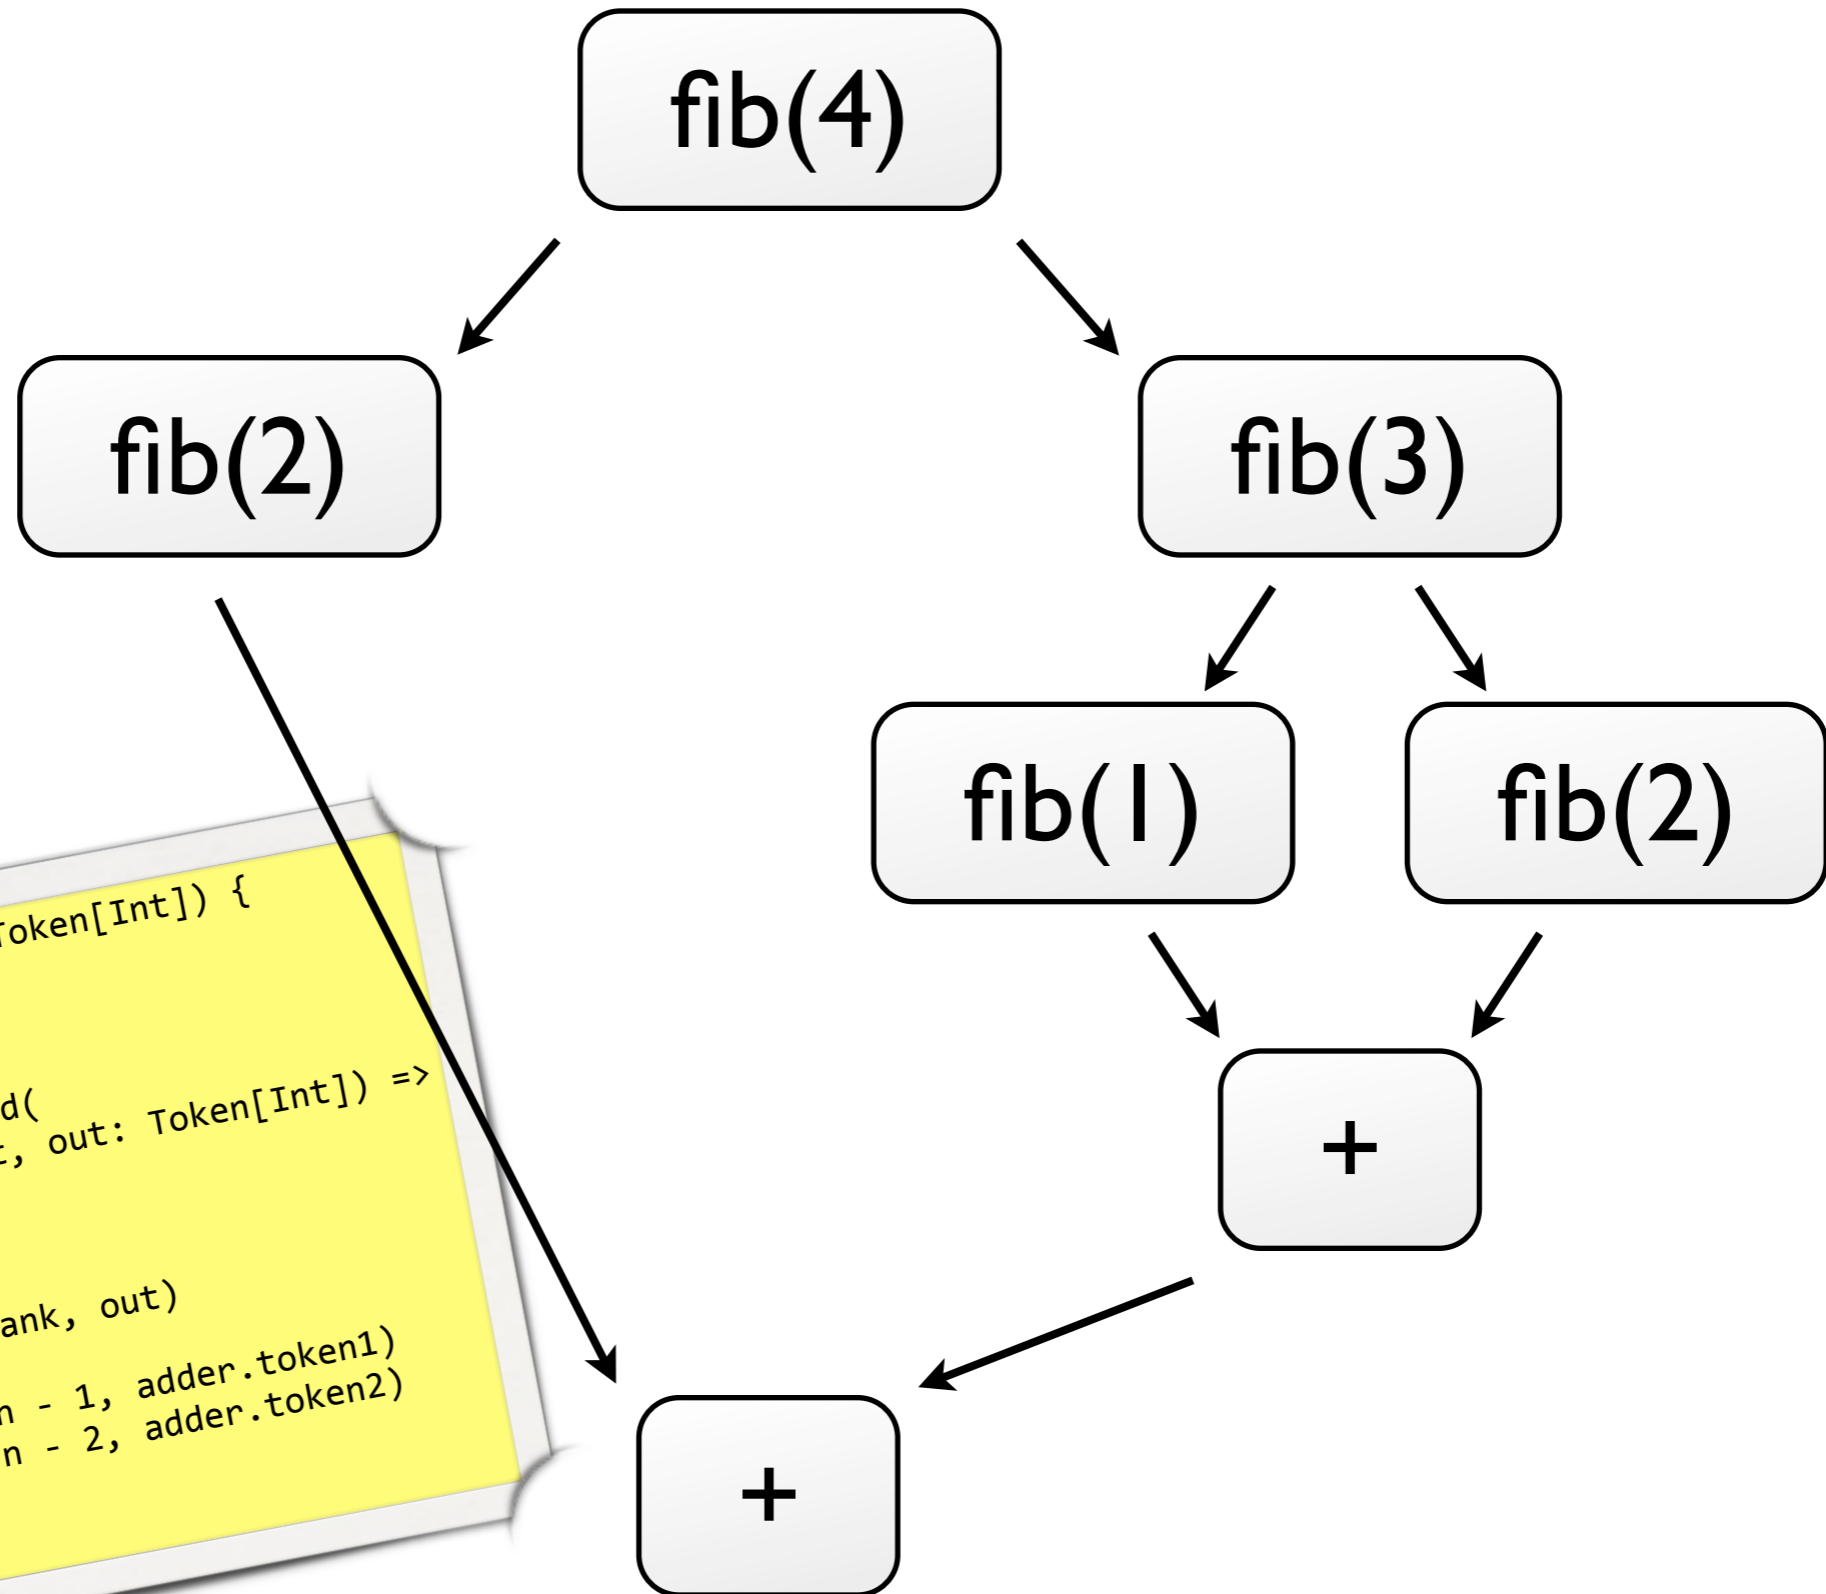 fib(4)
fib(2)
fib(3)
fib(1)
fib(2)
+
+
Token[Int]) {
d(
, out: Token[Int]) =>
ank, out)
n - 1, adder.token1)
n - 2, adder.token2)